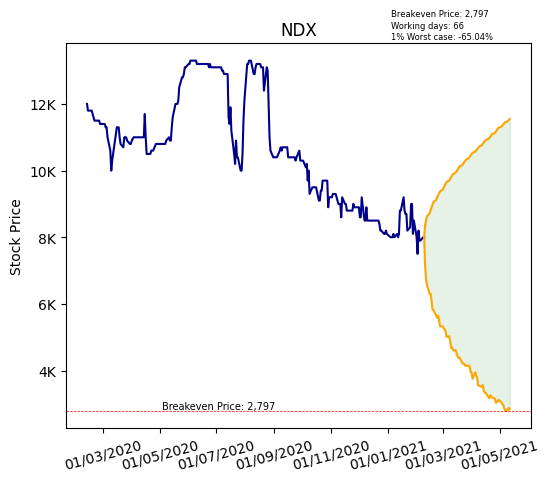 Breakeven Price: 2,797
Working days: 66
1% Worst case: -65.04%
NDX
Stock Price
12K
10K
8K
6K
4K
Breakeven Price: 2,797
01/03/2020
01/05/2020
01/07/2020
01/09/2020
01/11/2020
01/01/2021
01/03/2021
01/05/2021